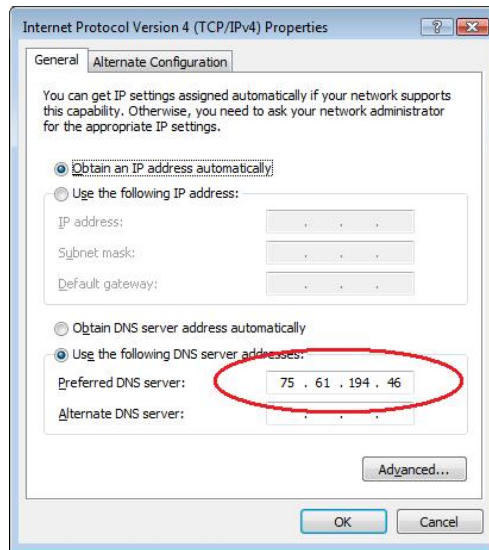 Internet Protocol Version 4 (TCP/IPv4) Properties
General
Alternate Configuration
You can get IP settings assigned automatically if your network supports
this capability. Otherwise, you need to ask your network administrator
for the appropriate IP settings.
Obtain an IP address automatically
Use the following IP address:
IP address: . . .
Subnet mask: . . .
Default gateway: . . .
Obtain DNS server address automatically
Use the following DNS server addresses:
Preferred DNS server: 75 . 61 . 194 . 46
Alternate DNS server: . . .
Advanced...
OK Cancel